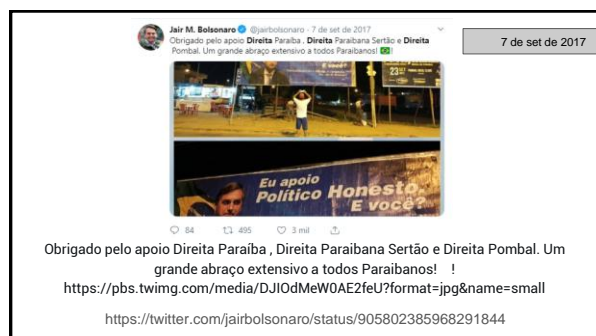 Jair M. Bolsonaro @jairbolsonaro · 7 de set de 2017
Obrigado pelo apoio Direita Paraíba , Direita Paraibana Sertão e Direita
Pombal. Um grande abraço extensivo a todos Paraibanos! !
7 de set de 2017
E você?
23
Eu apoio
Político Honesto.
E você?
84 495 3 mil
Obrigado pelo apoio Direita Paraíba , Direita Paraibana Sertão e Direita Pombal. Um
grande abraço extensivo a todos Paraibanos! !
https://pbs.twimg.com/media/DJIOdMeW0AE2feU?format=jpg&name=small
https://twitter.com/jairbolsonaro/status/905802385968291844